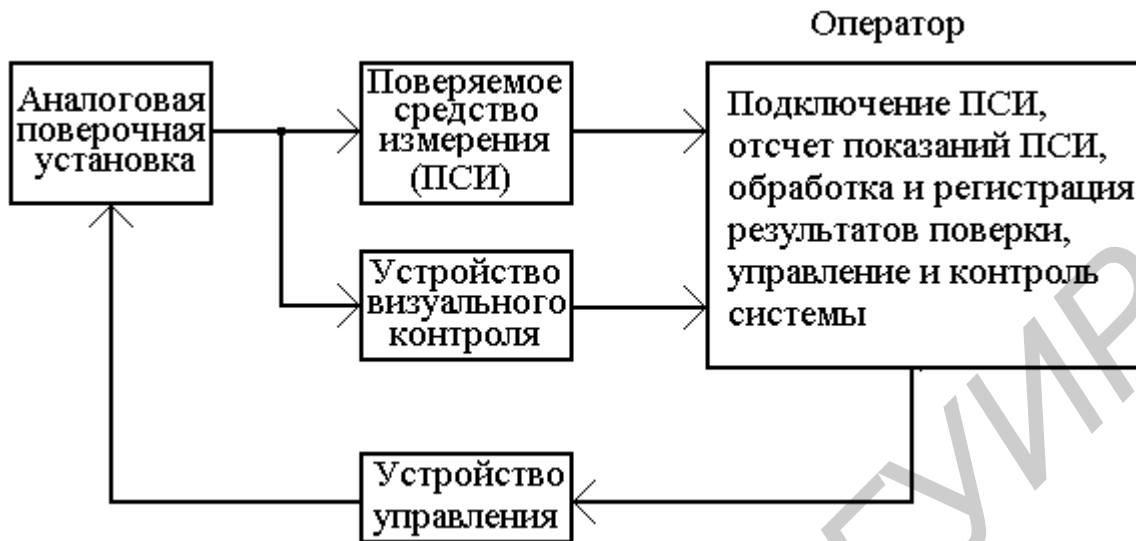 Оператор
Аналоговая
поверочная
установка
Поверяемое
средство
измерения
(ПСИ)
Подключение ПСИ,
отсчет показаний ПСИ,
обработка и регистрация
результатов поверки,
управление и контроль
системы
Устройство
визуального
контроля
Устройство
управления
ГУИР